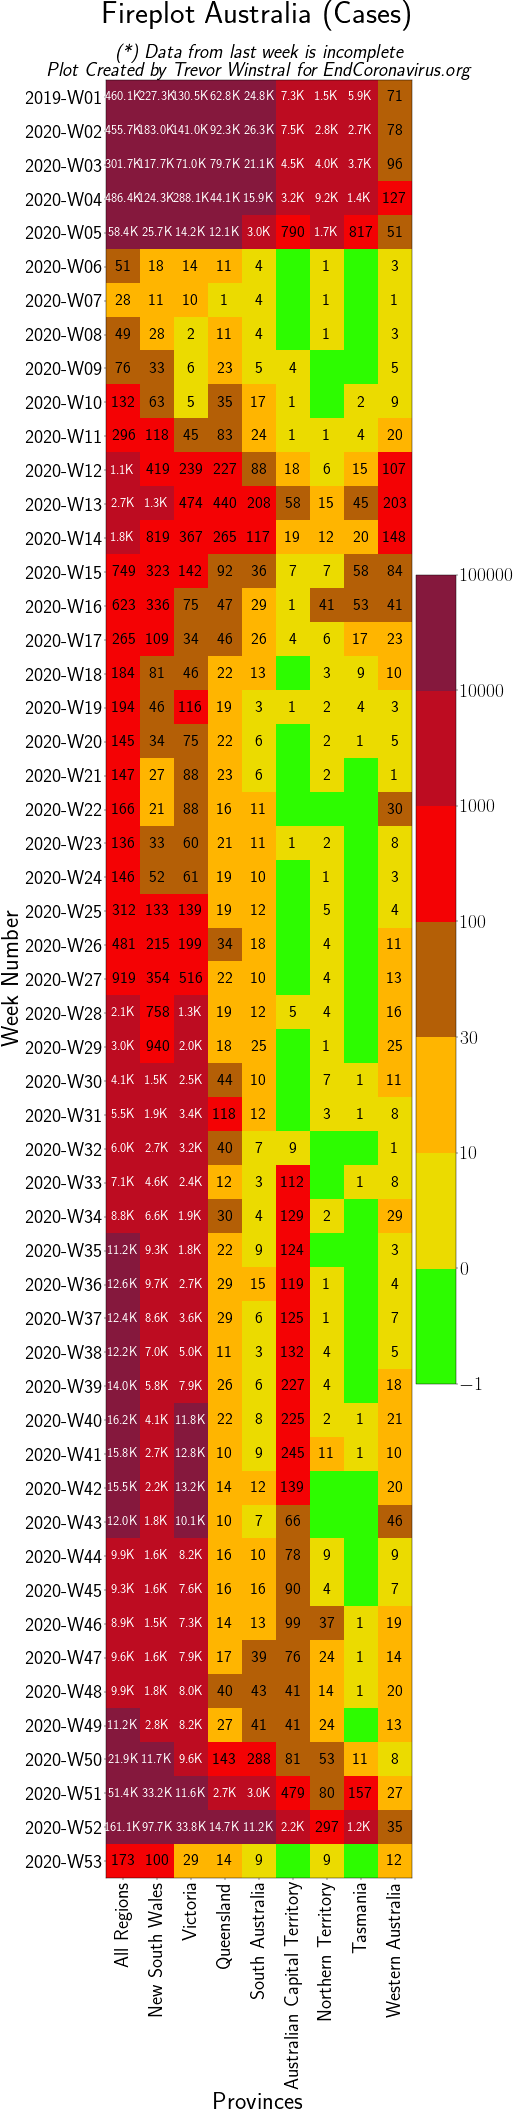 Fireplot Australia (Cases)
(*) Data from last week is incomplete
Plot Created by Trevor Winstral for EndCoronavirus.org
2019-W01 460.1K 227.3K 130.5K 62.8K 24.8K 7.3K 1.5K 5.9K 71
2020-W02 455.7K 183.0K 141.0K 92.3K 26.3K 7.5K 2.8K 2.7K 78
2020-W03 301.7K 117.7K 71.0K 79.7K 21.1K 4.5K 4.0K 3.7K 96
2020-W04 486.4K 124.3K 288.1K 44.1K 15.9K 3.2K 9.2K 1.4K 127
2020-W05 58.4K 25.7K 14.2K 12.1K 3.0K 790 1.7K 817 51
2020-W06 51 18 14 11 4 1 3
2020-W07 28 11 10 1 4 1 1
2020-W08 49 28 2 11 4 1 3
2020-W09 76 33 6 23 5 4 5
2020-W10 132 63 5 35 17 1 2 9
2020-W11 296 118 45 83 24 1 1 4 20
2020-W12 1.1K 419 239 227 88 18 6 15 107
2020-W13 2.7K 1.3K 474 440 208 58 15 45 203
2020-W14 1.8K 819 367 265 117 19 12 20 148
2020-W15 749 323 142 92 36 7 7 58 84
2020-W16 623 336 75 47 29 1 41 53 41
2020-W17 265 109 34 46 26 4 6 17 23
2020-W18 184 81 46 22 13 3 9 10
2020-W19 194 46 116 19 3 1 2 4 3
2020-W20 145 34 75 22 6 2 1 5
2020-W21 147 27 88 23 6 2 1
2020-W22 166 21 88 16 11 30
2020-W23 136 33 60 21 11 1 2 8
2020-W24 146 52 61 19 10 1 3
2020-W25 312 133 139 19 12 5 4
2020-W26 481 215 199 34 18 4 11
2020-W27 919 354 516 22 10 4 13
2020-W28 2.1K 758 1.3K 19 12 5 4 16
2020-W29 3.0K 940 2.0K 18 25 1 25
2020-W30 4.1K 1.5K 2.5K 44 10 7 1 11
2020-W31 5.5K 1.9K 3.4K 118 12 3 1 8
2020-W32 6.0K 2.7K 3.2K 40 7 9 1
2020-W33 7.1K 4.6K 2.4K 12 3 112 1 8
2020-W34 8.8K 6.6K 1.9K 30 4 129 2 29
2020-W35 11.2K 9.3K 1.8K 22 9 124 3
2020-W36 12.6K 9.7K 2.7K 29 15 119 1 4
2020-W37 12.4K 8.6K 3.6K 29 6 125 1 7
2020-W38 12.2K 7.0K 5.0K 11 3 132 4 5
2020-W39 14.0K 5.8K 7.9K 26 6 227 4 18
2020-W40 16.2K 4.1K 11.8K 22 8 225 2 1 21
2020-W41 15.8K 2.7K 12.8K 10 9 245 11 1 10
2020-W42 15.5K 2.2K 13.2K 14 12 139 20
2020-W43 12.0K 1.8K 10.1K 10 7 66 46
2020-W44 9.9K 1.6K 8.2K 16 10 78 9 9
2020-W45 9.3K 1.6K 7.6K 16 16 90 4 7
2020-W46 8.9K 1.5K 7.3K 14 13 99 37 1 19
2020-W47 9.6K 1.6K 7.9K 17 39 76 24 1 14
2020-W48 9.9K 1.8K 8.0K 40 43 41 14 1 20
2020-W49 11.2K 2.8K 8.2K 27 41 41 24 13
2020-W50 21.9K 11.7K 9.6K 143 288 81 53 11 8
2020-W51 51.4K 33.2K 11.6K 2.7K 3.0K 479 80 157 27
2020-W52 161.1K 97.7K 33.8K 14.7K 11.2K 2.2K 297 1.2K 35
2020-W53 173 100 29 14 9 9 12
Week Number
All Regions
New South Wales
Victoria
Queensland
South Australia
Australian Capital Territory
Northern Territory
Tasmania
Western Australia
Provinces
100000
10000
1000
100
30
10
0
−1